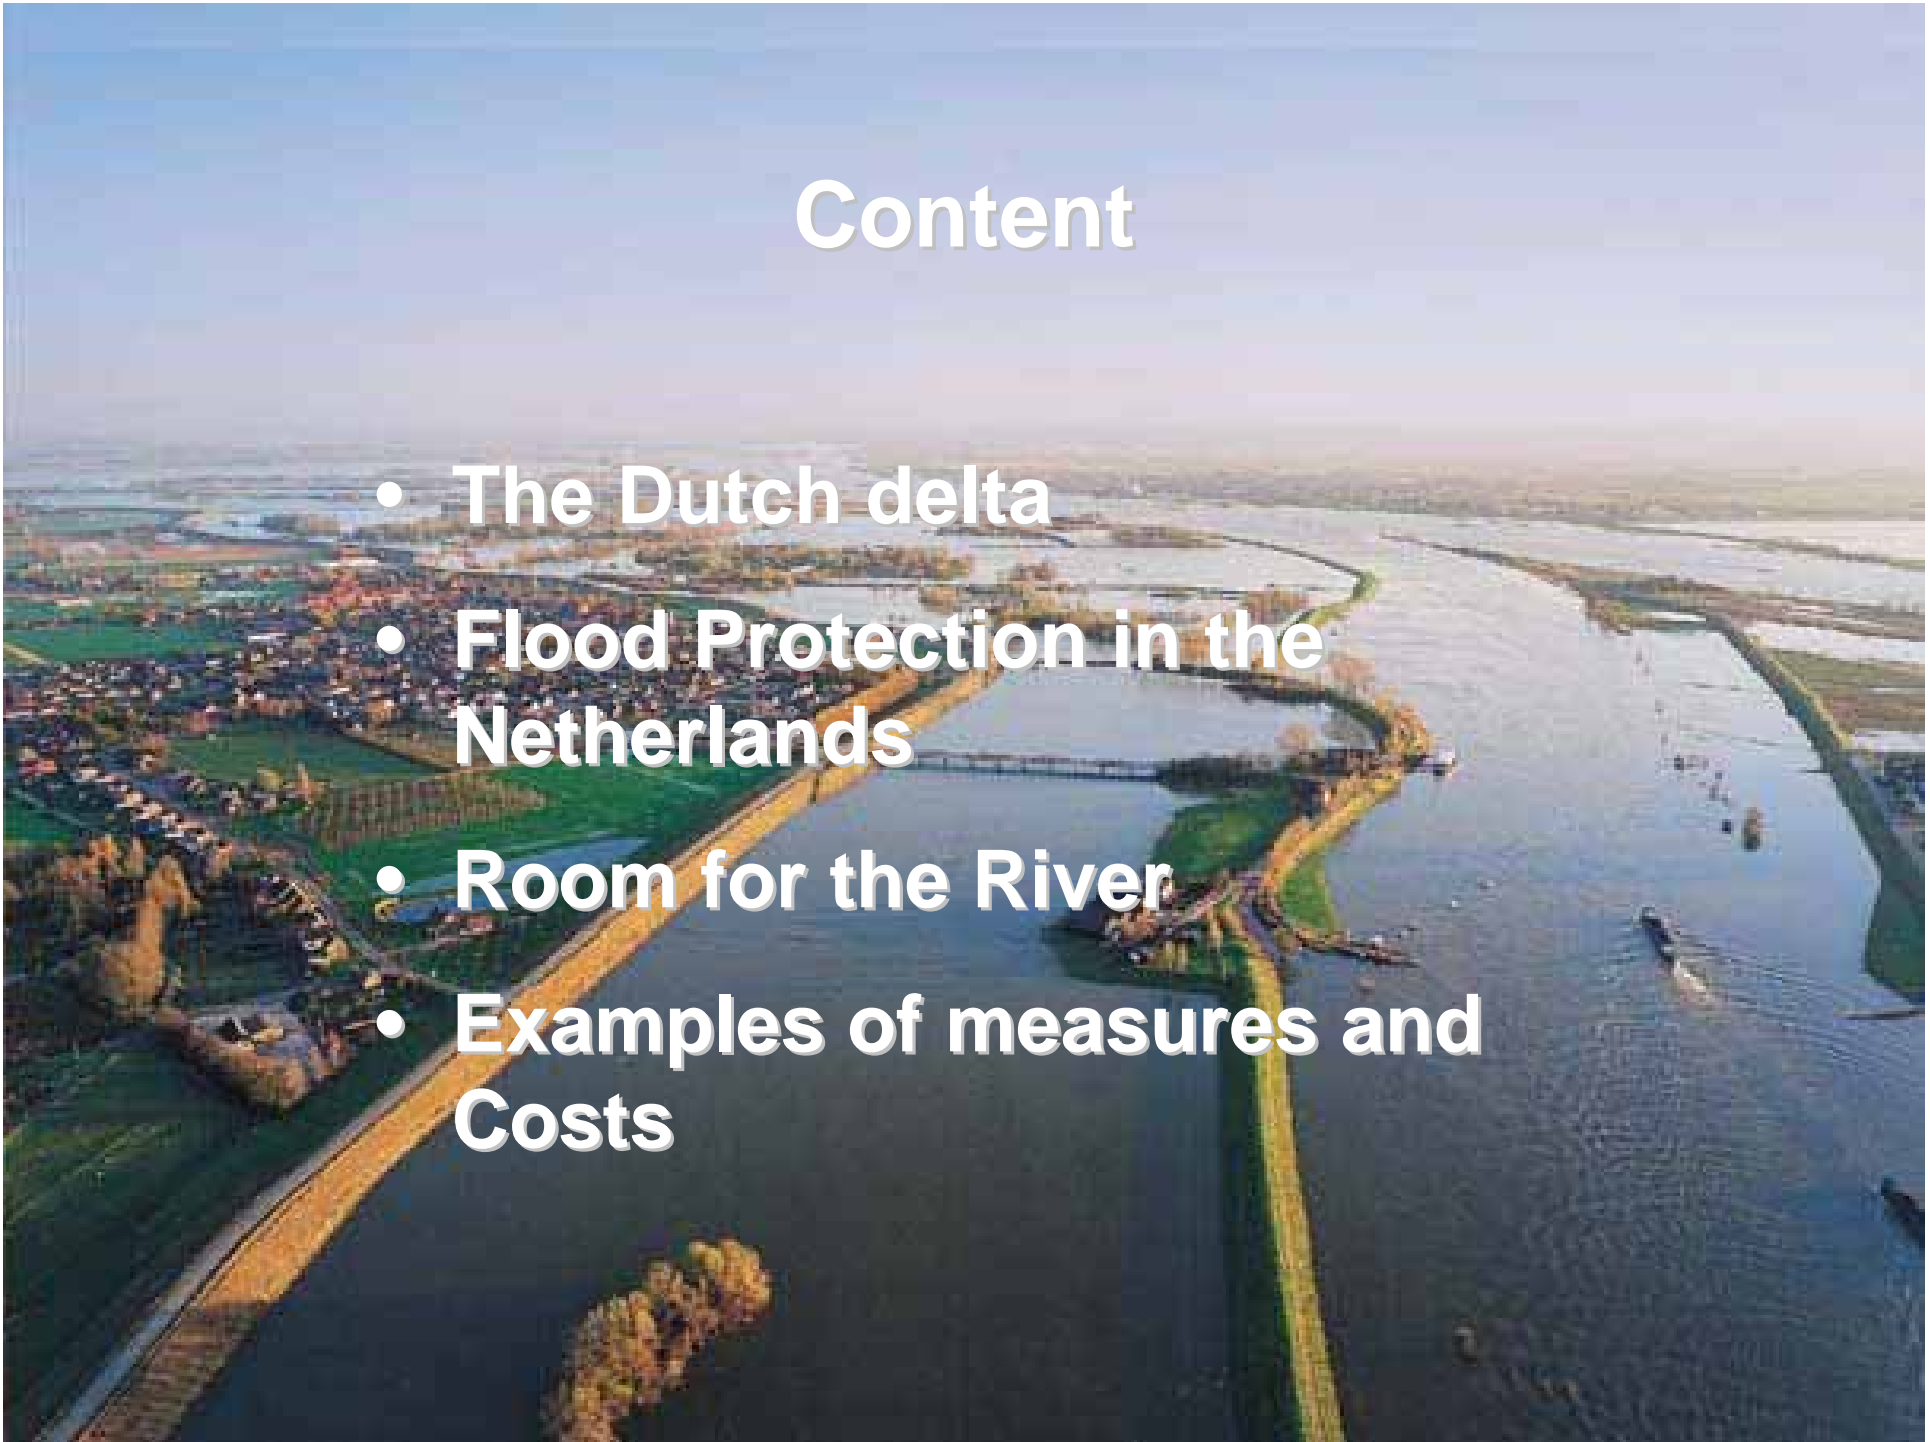 Content
• The Dutch delta
• Flood Protection in the
Netherlands
• Room for the River
• Examples of measures and
Costs